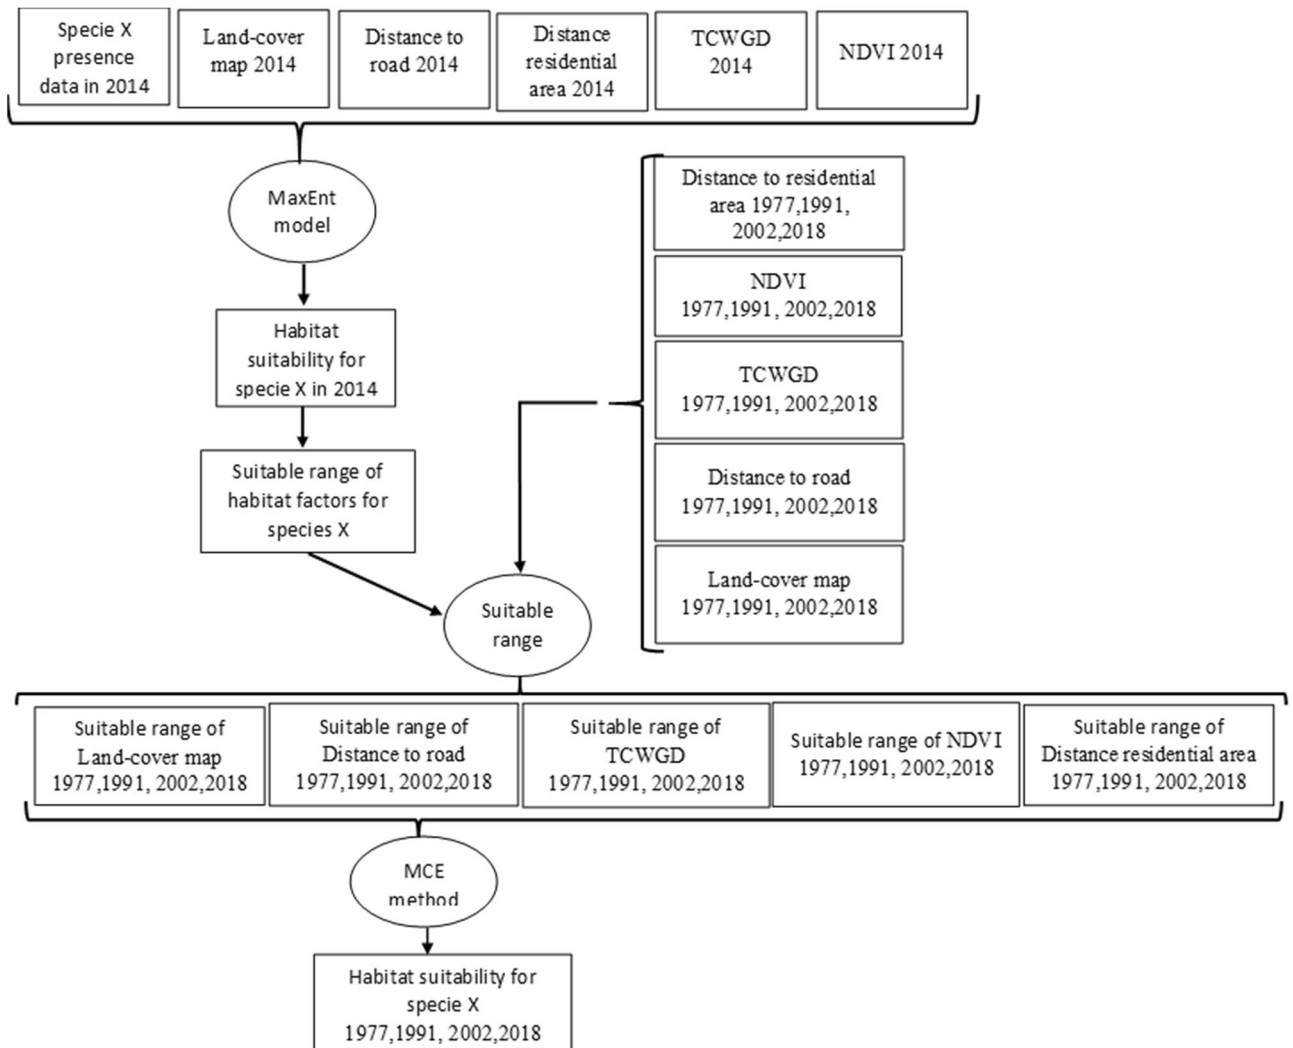 Specie X
presence
data in 2014
Land-cover
map 2014
Distance to
road 2014
Distance
residential
area 2014
TCWGD
2014
NDVI 2014
MaxEnt
model
Habitat
suitability for
specie X in 2014
Suitable range of
habitat factors for
species X
Distance to residential
area 1977,1991,
2002,2018
NDVI
1977,1991, 2002,2018
TCWGD
1977,1991, 2002,2018
Distance to road
1977,1991, 2002,2018
Land-cover map
1977,1991, 2002,2018
Suitable
range
Suitable range of
Land-cover map
1977,1991, 2002,2018
Suitable range of
Distance to road
1977,1991, 2002,2018
Suitable range of
TCWGD
1977,1991, 2002,2018
Suitable range of NDVI
1977,1991, 2002,2018
Suitable range of
Distance residential area
1977,1991, 2002,2018
MCE
method
Habitat suitability for
specie X
1977,1991, 2002,2018